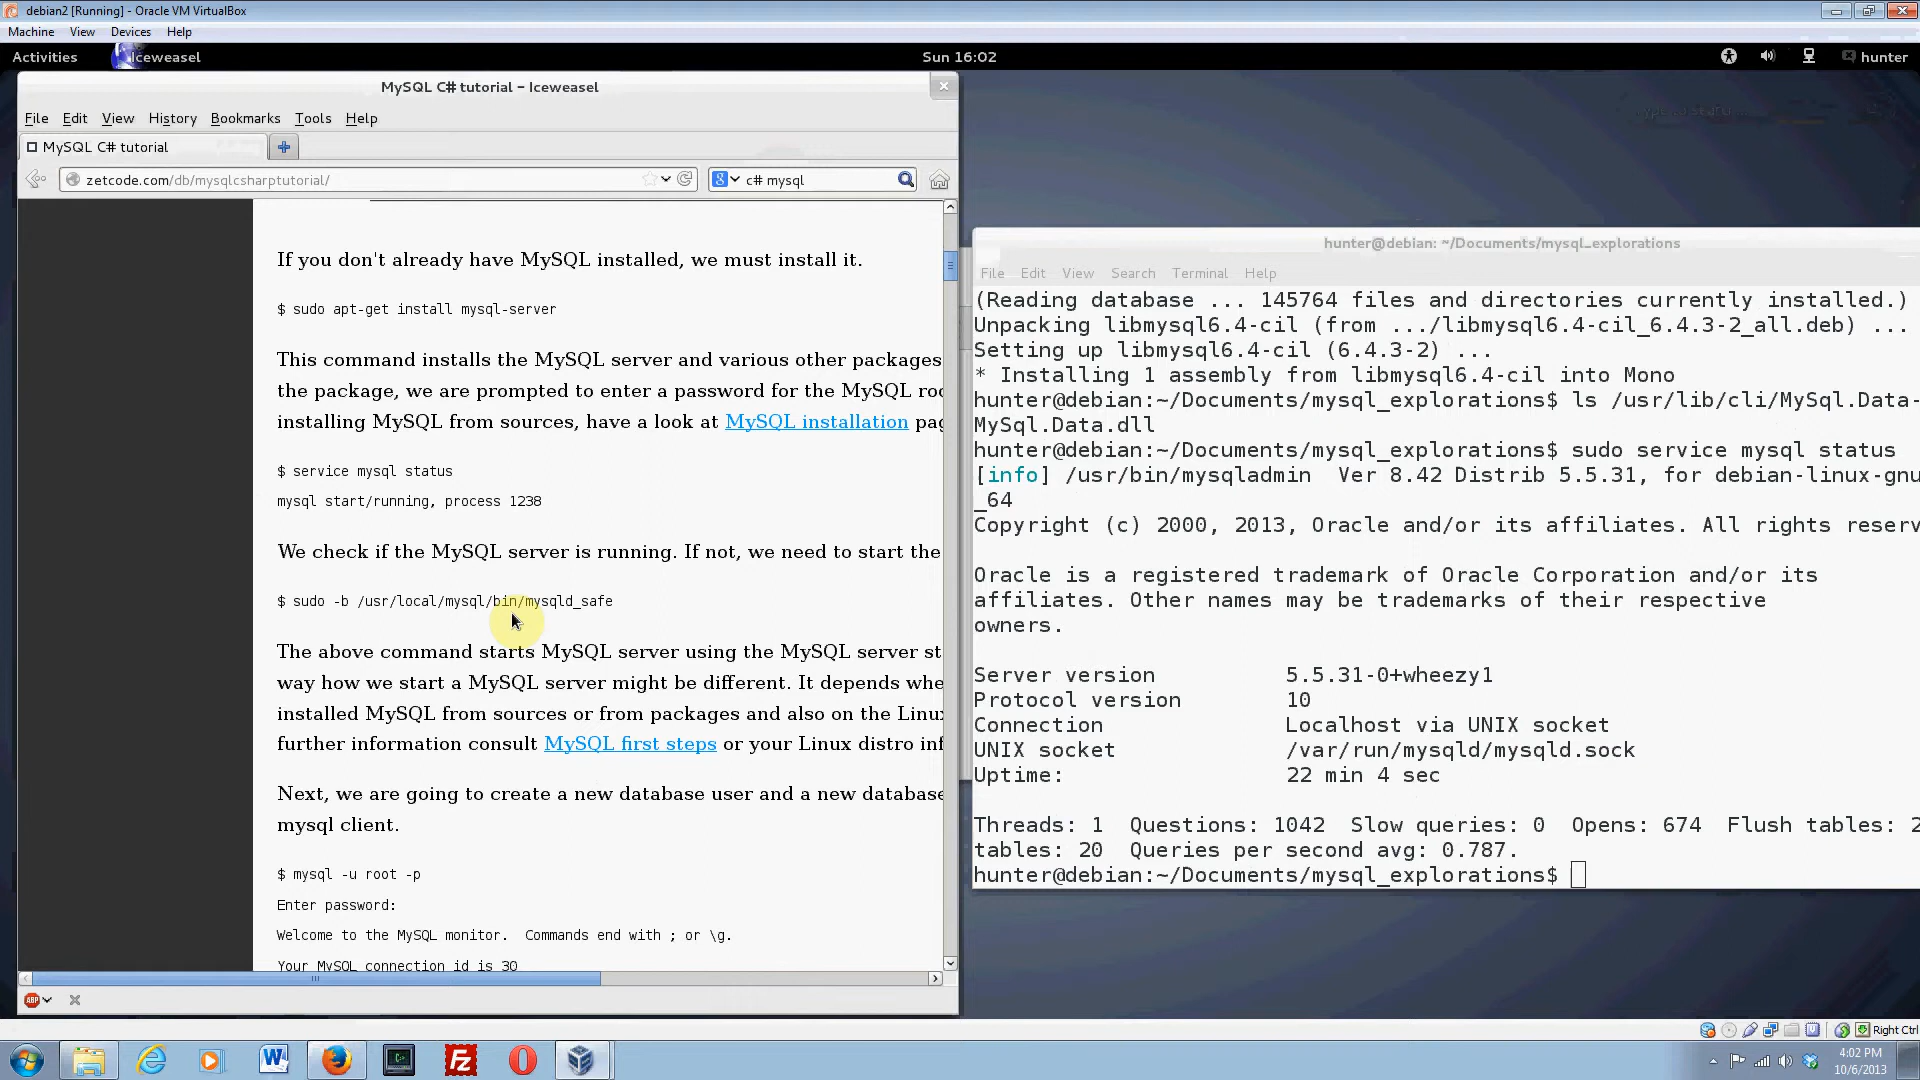 debian2 [Running] - Oracle VM VirtualBox
Machine View Devices Help
Activities Iceweasel Sun 16:02 hunter
MySQL C# tutorial - Iceweasel
File Edit View History Bookmarks Tools Help
MySQL C# tutorial
zetcode.com/db/mysqlcsharptutorial/ c# mysql
If you don't already have MySQL installed, we must install it.
$ sudo apt-get install mysql-server
This command installs the MySQL server and various other packages
the package, we are prompted to enter a password for the MySQL
installing MySQL from sources, have a look at MySQL installation
$ service mysql status
mysql start/running, process 1238
We check if the MySQL server is running. If not, we need to start the
$ sudo -b /usr/local/mysql/bin/mysqld_safe
The above command starts MySQL server using the MySQL server
way how we start a MySQL server might be different. It depends
installed MySQL from sources or from packages and also on the
further information consult MySQL first steps or your Linux distro
Next, we are going to create a new database user and a new database
mysql client.
$ mysql -u root -p
Enter password:
Welcome to the MySQL monitor.  Commands end with ; or \g.
Your MySQL connection id is 30
ABP
hunter@debian: ~/Documents/mysql_explorations
File Edit View Search Terminal Help
(Reading database ... 145764 files and directories currently installed.)
Unpacking libmysql6.4-cil (from .../libmysql6.4-cil_6.4.3-2_all.deb) ...
Setting up libmysql6.4-cil (6.4.3-2) ...
* Installing 1 assembly from libmysql6.4-cil into Mono
hunter@debian:~/Documents/mysql_explorations$ ls /usr/lib/cli/MySql.Data-
MySql.Data.dll
hunter@debian:~/Documents/mysql_explorations$ sudo service mysql status
[info] /usr/bin/mysqladmin  Ver 8.42 Distrib 5.5.31, for debian-linux-gnu
_64
Copyright (c) 2000, 2013, Oracle and/or its affiliates. All rights reserv
Oracle is a registered trademark of Oracle Corporation and/or its
affiliates. Other names may be trademarks of their respective
owners.
Server version 5.5.31-0+wheezy1
Protocol version 10
Connection Localhost via UNIX socket
UNIX socket /var/run/mysqld/mysqld.sock
Uptime: 22 min 4 sec
Threads: 1  Questions: 1042  Slow queries: 0  Opens: 674  Flush tables: 2
tables: 20  Queries per second avg: 0.787.
hunter@debian:~/Documents/mysql_explorations$
Right Ctrl
4:02 PM
10/6/2013